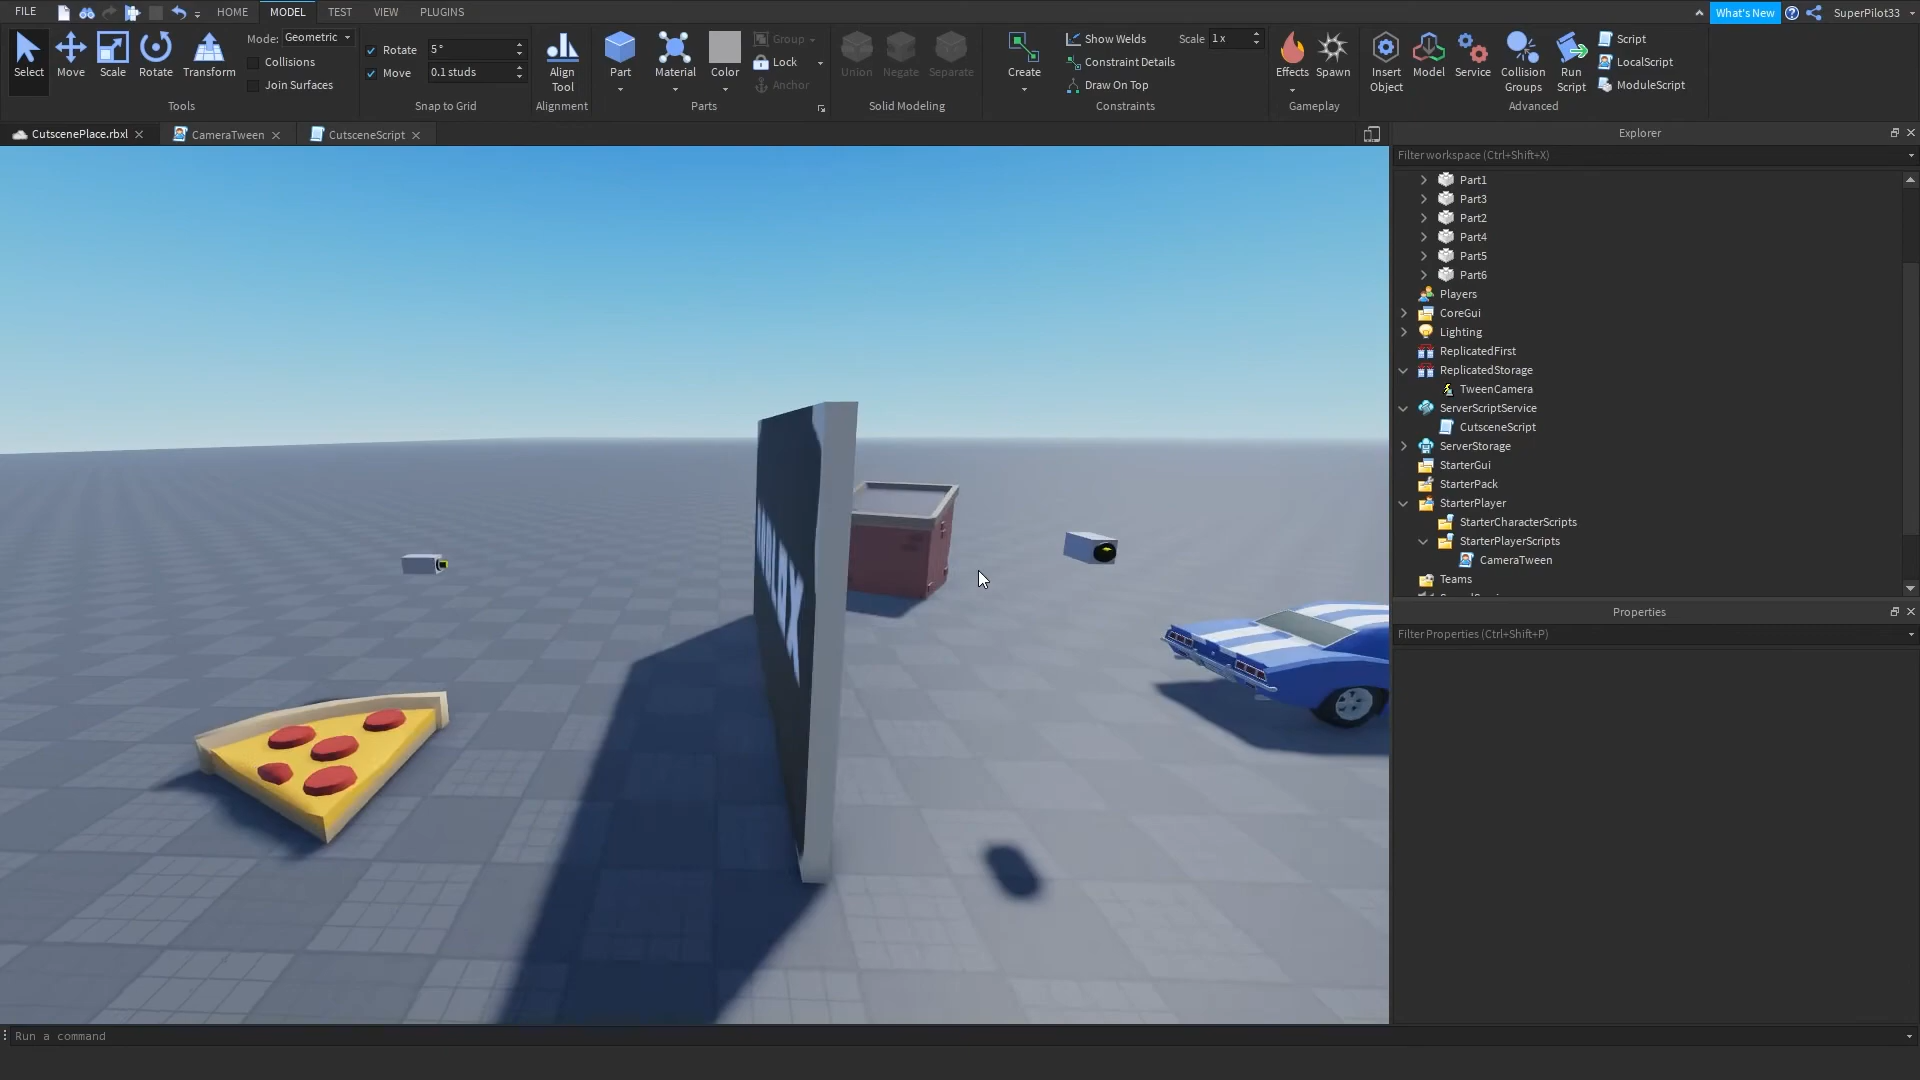 FILE HOME MODEL TEST VIEW PLUGINS What's New SuperPilot33
Select Move Scale Rotate Transform
Mode: Geometric
Collisions
Join Surfaces
Tools
Rotate 5 °
Move 0.1 studs
Snap to Grid
Align
Tool
Alignment
Part Material Color
Group
Lock
Anchor
Parts
Union Negate Separate
Solid Modeling
Create
Show Welds
Constraint Details
Draw On Top
Scale 1 x
Constraints
Effects Spawn
Gameplay
Insert
Object
Model Service
Collision
Groups
Run
Script
Script
LocalScript
ModuleScript
Advanced
CutscenePlace.rbxl CameraTween CutsceneScript
Explorer
Filter workspace (Ctrl+Shift+X)
Part1
Part3
Part2
Part4
Part5
Part6
Players
CoreGui
Lighting
ReplicatedFirst
ReplicatedStorage
TweenCamera
ServerScriptService
CutsceneScript
ServerStorage
StarterGui
StarterPack
StarterPlayer
StarterCharacterScripts
StarterPlayerScripts
CameraTween
Teams
Properties
Filter Properties (Ctrl+Shift+P)
Run a command